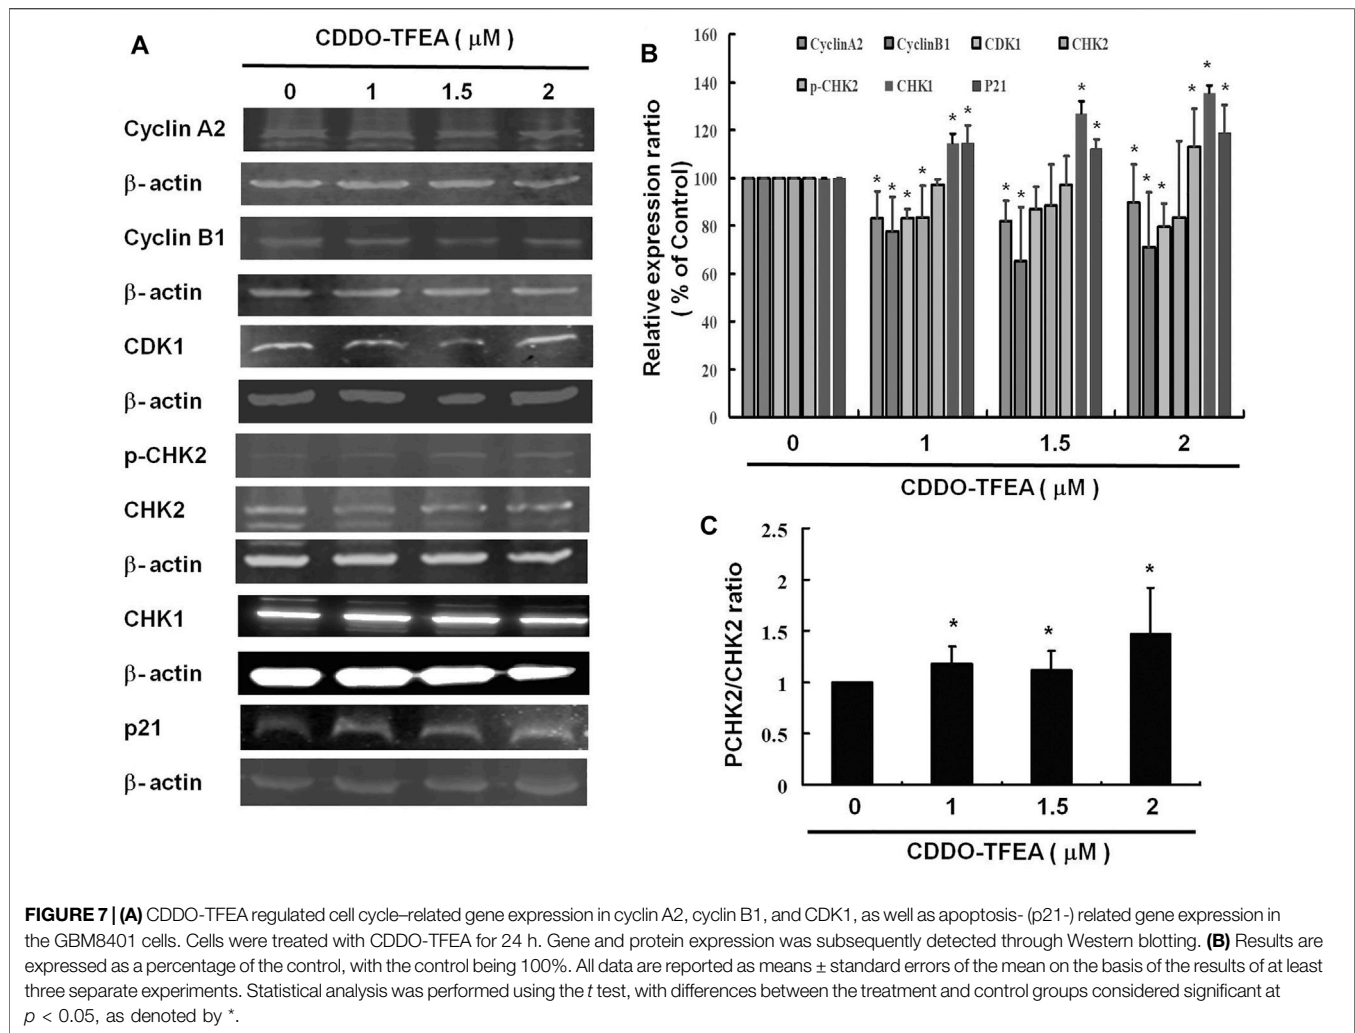 A
CDDO-TFEA ( μM )
0 1 1.5 2
Cyclin A2
β- actin
Cyclin B1
β- actin
CDK1
β- actin
p-CHK2
CHK2
β- actin
CHK1
β- actin
p21
β- actin
B
Relative expression rartio
( % of Control)
160
140
120
100
80
60
40
20
0
CyclinA2 CyclinB1 CDK1 CHK2
p-CHK2 CHK1 P21
* * * * * *
* * * *
* * * * * *
0 1 1.5 2
CDDO-TFEA ( μM )
C
PCHK2/CHK2 ratio
2.5
2
1.5
1
0.5
0
* * *
0 1 1.5 2
CDDO-TFEA ( μM )
FIGURE 7 | (A) CDDO-TFEA regulated cell cycle–related gene expression in cyclin A2, cyclin B1, and CDK1, as well as apoptosis- (p21-) related gene expression in
the GBM8401 cells. Cells were treated with CDDO-TFEA for 24 h. Gene and protein expression was subsequently detected through Western blotting. (B) Results are
expressed as a percentage of the control, with the control being 100%. All data are reported as means ± standard errors of the mean on the basis of the results of at least
three separate experiments. Statistical analysis was performed using the t test, with differences between the treatment and control groups considered significant at
p < 0.05, as denoted by *.